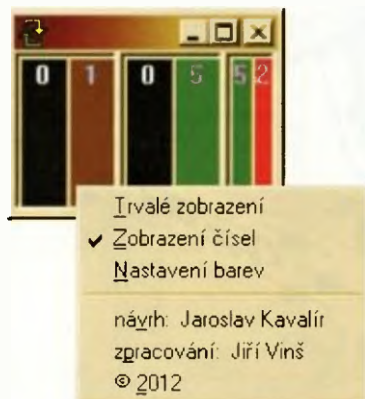 0 1 0 5 5 2
Trvalé zobrazení
Zobrazení čísel
Nastavení barev
návrh: Jaroslav Kavalír
zpracování: Jiří Vinš
© 2012